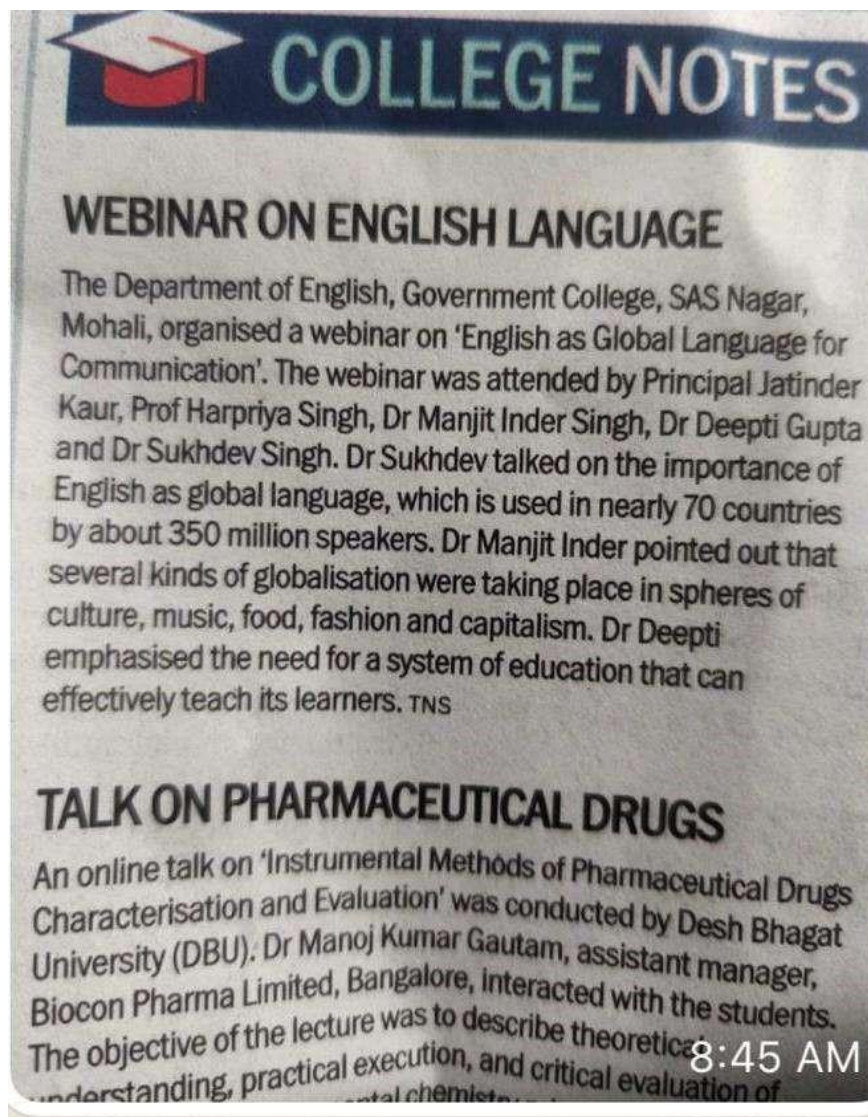 COLLEGE NOTES
WEBINAR ON ENGLISH LANGUAGE
The Department of English, Government College, SAS Nagar,
Mohali, organised a webinar on ‘English as Global Language for
Communication’. The webinar was attended by Principal Jatinder
Kaur, Prof Harpriya Singh, Dr Manjit Inder Singh, Dr Deepti Gupta
and Dr Sukhdev Singh. Dr Sukhdev talked on the importance of
English as global language, which is used in nearly 70 countries
by about 350 million speakers. Dr Manjit Inder pointed out that
several kinds of globalisation were taking place in spheres of
culture, music, food, fashion and capitalism. Dr Deepti
emphasised the need for a system of education that can
effectively teach its learners. TNS
TALK ON PHARMACEUTICAL DRUGS
An online talk on ‘Instrumental Methods of Pharmaceutical Drugs
Characterisation and Evaluation’ was conducted by Desh Bhagat
University (DBU). Dr Manoj Kumar Gautam, assistant manager,
Biocon Pharma Limited, Bangalore, interacted with the students.
The objective of the lecture was to describe theoretical
understanding, practical execution, and critical evaluation of
chemistry
8:45 AM